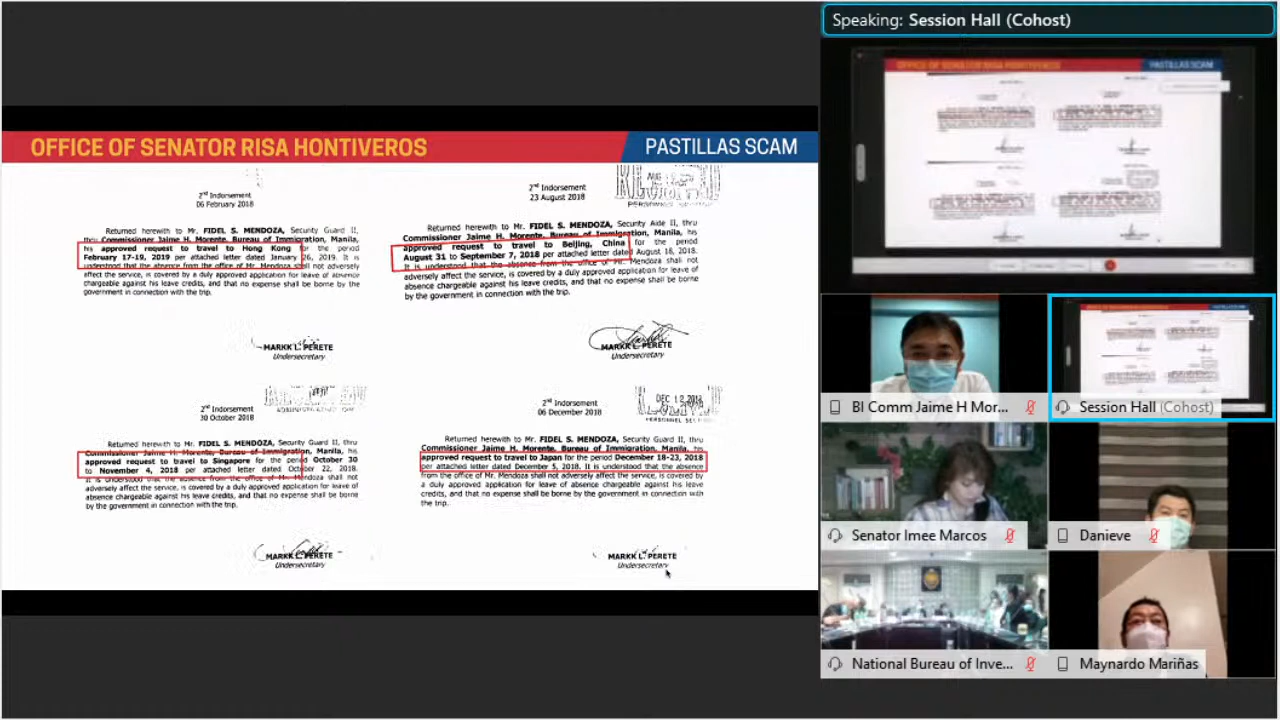 OFFICE OF SENATOR RISA HONTIVEROS
PASTILLAS SCAM
2nd Indorsement
06 February 2018
Returned herewith to Mr. FIDEL S. MENDOZA, Security Guard II,
thru Commissioner Jaime H. Morente, Bureau of Immigration, Manila,
his approved request to travel to Hong Kong for the period
February 17-19, 2019 per attached letter dated January 26, 2019. It is
understood that the absence from the office of Mr. Mendoza shall not adversely
affect the service, is covered by a duly approved application for leave of absence
chargeable against his leave credits, and that no expense shall be borne by the
government in connection with the trip.
MARKK L. PERETE
Undersecretary
2nd Indorsement
23 August 2018
PERSONNEL
Returned herewith to Mr. FIDEL S. MENDOZA, Security Aide II, thru
Commissioner Jaime H. Morente, Bureau of Immigration, Manila, his
approved request to travel to Beijing, China for the period
August 31 to September 7, 2018 per attached letter dated August 16, 2018.
It is understood that the absence from the office of Mr. Mendoza shall not
adversely affect the service, is covered by a duly approved application for leave of
absence chargeable against his leave credits, and that no expense shall be borne
by the government in connection with the trip.
MARKK L. PERETE
Undersecretary
2nd Indorsement
30 October 2018
Returned herewith to Mr. FIDEL S. MENDOZA, Security Guard II, thru
Commissioner Jaime H. Morente, Bureau of Immigration, Manila, his
approved request to travel to Singapore for the period October 30
to November 4, 2018 per attached letter dated October 22, 2018.
It is understood that the absence from the office of Mr. Mendoza shall not
adversely affect the service, is covered by a duly approved application for leave of
absence chargeable against his leave credits, and that no expense shall be borne
by the government in connection with the trip.
MARKK L. PERETE
Undersecretary
2nd Indorsement
06 December 2018
DEC 12 2018
Returned herewith to Mr. FIDEL S. MENDOZA, Security Guard II, thru
Commissioner Jaime H. Morente, Bureau of Immigration, Manila, his
approved request to travel to Japan for the period December 18-23, 2018
per attached letter dated December 5, 2018. It is understood that the absence
from the office of Mr. Mendoza shall not adversely affect the service, is covered by
a duly approved application for leave of absence chargeable against his leave
credits, and that no expense shall be borne by the government in connection with
the trip.
MARKK L. PERETE
Undersecretary
Speaking: Session Hall (Cohost)
OFFICE OF SENATOR RISA HONTIVEROS
PASTILLAS SCAM
BI Comm Jaime H Mor...
Session Hall (Cohost)
Senator Imee Marcos
Danieve
National Bureau of Inve...
Maynardo Mariñas